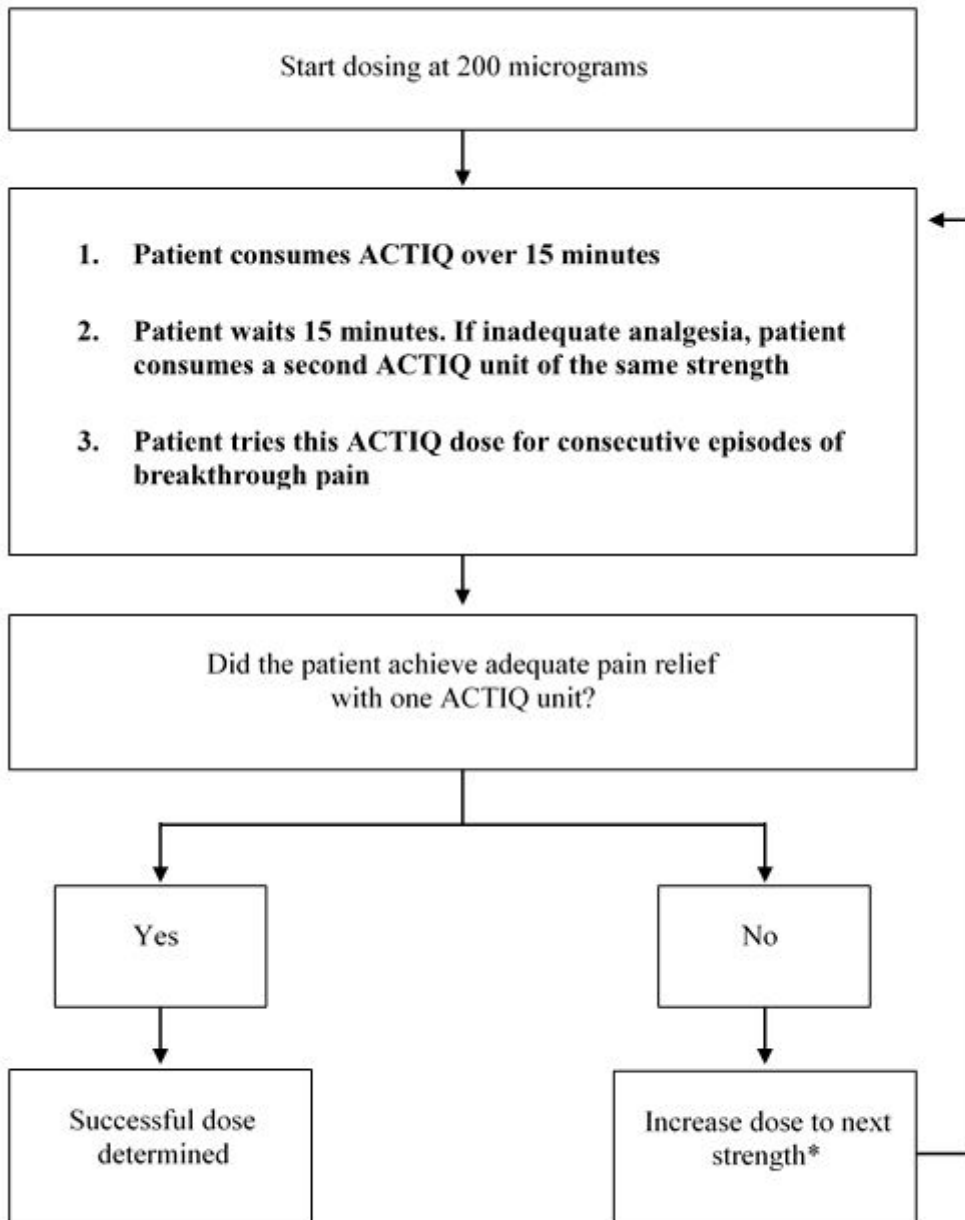 Start dosing at 200 micrograms
1. Patient consumes ACTIQ over 15 minutes
2. Patient waits 15 minutes. If inadequate analgesia, patient
consumes a second ACTIQ unit of the same strength
3. Patient tries this ACTIQ dose for consecutive episodes of
breakthrough pain
Did the patient achieve adequate pain relief
with one ACTIQ unit?
Yes
No
Successful dose
determined
Increase dose to next
strength*